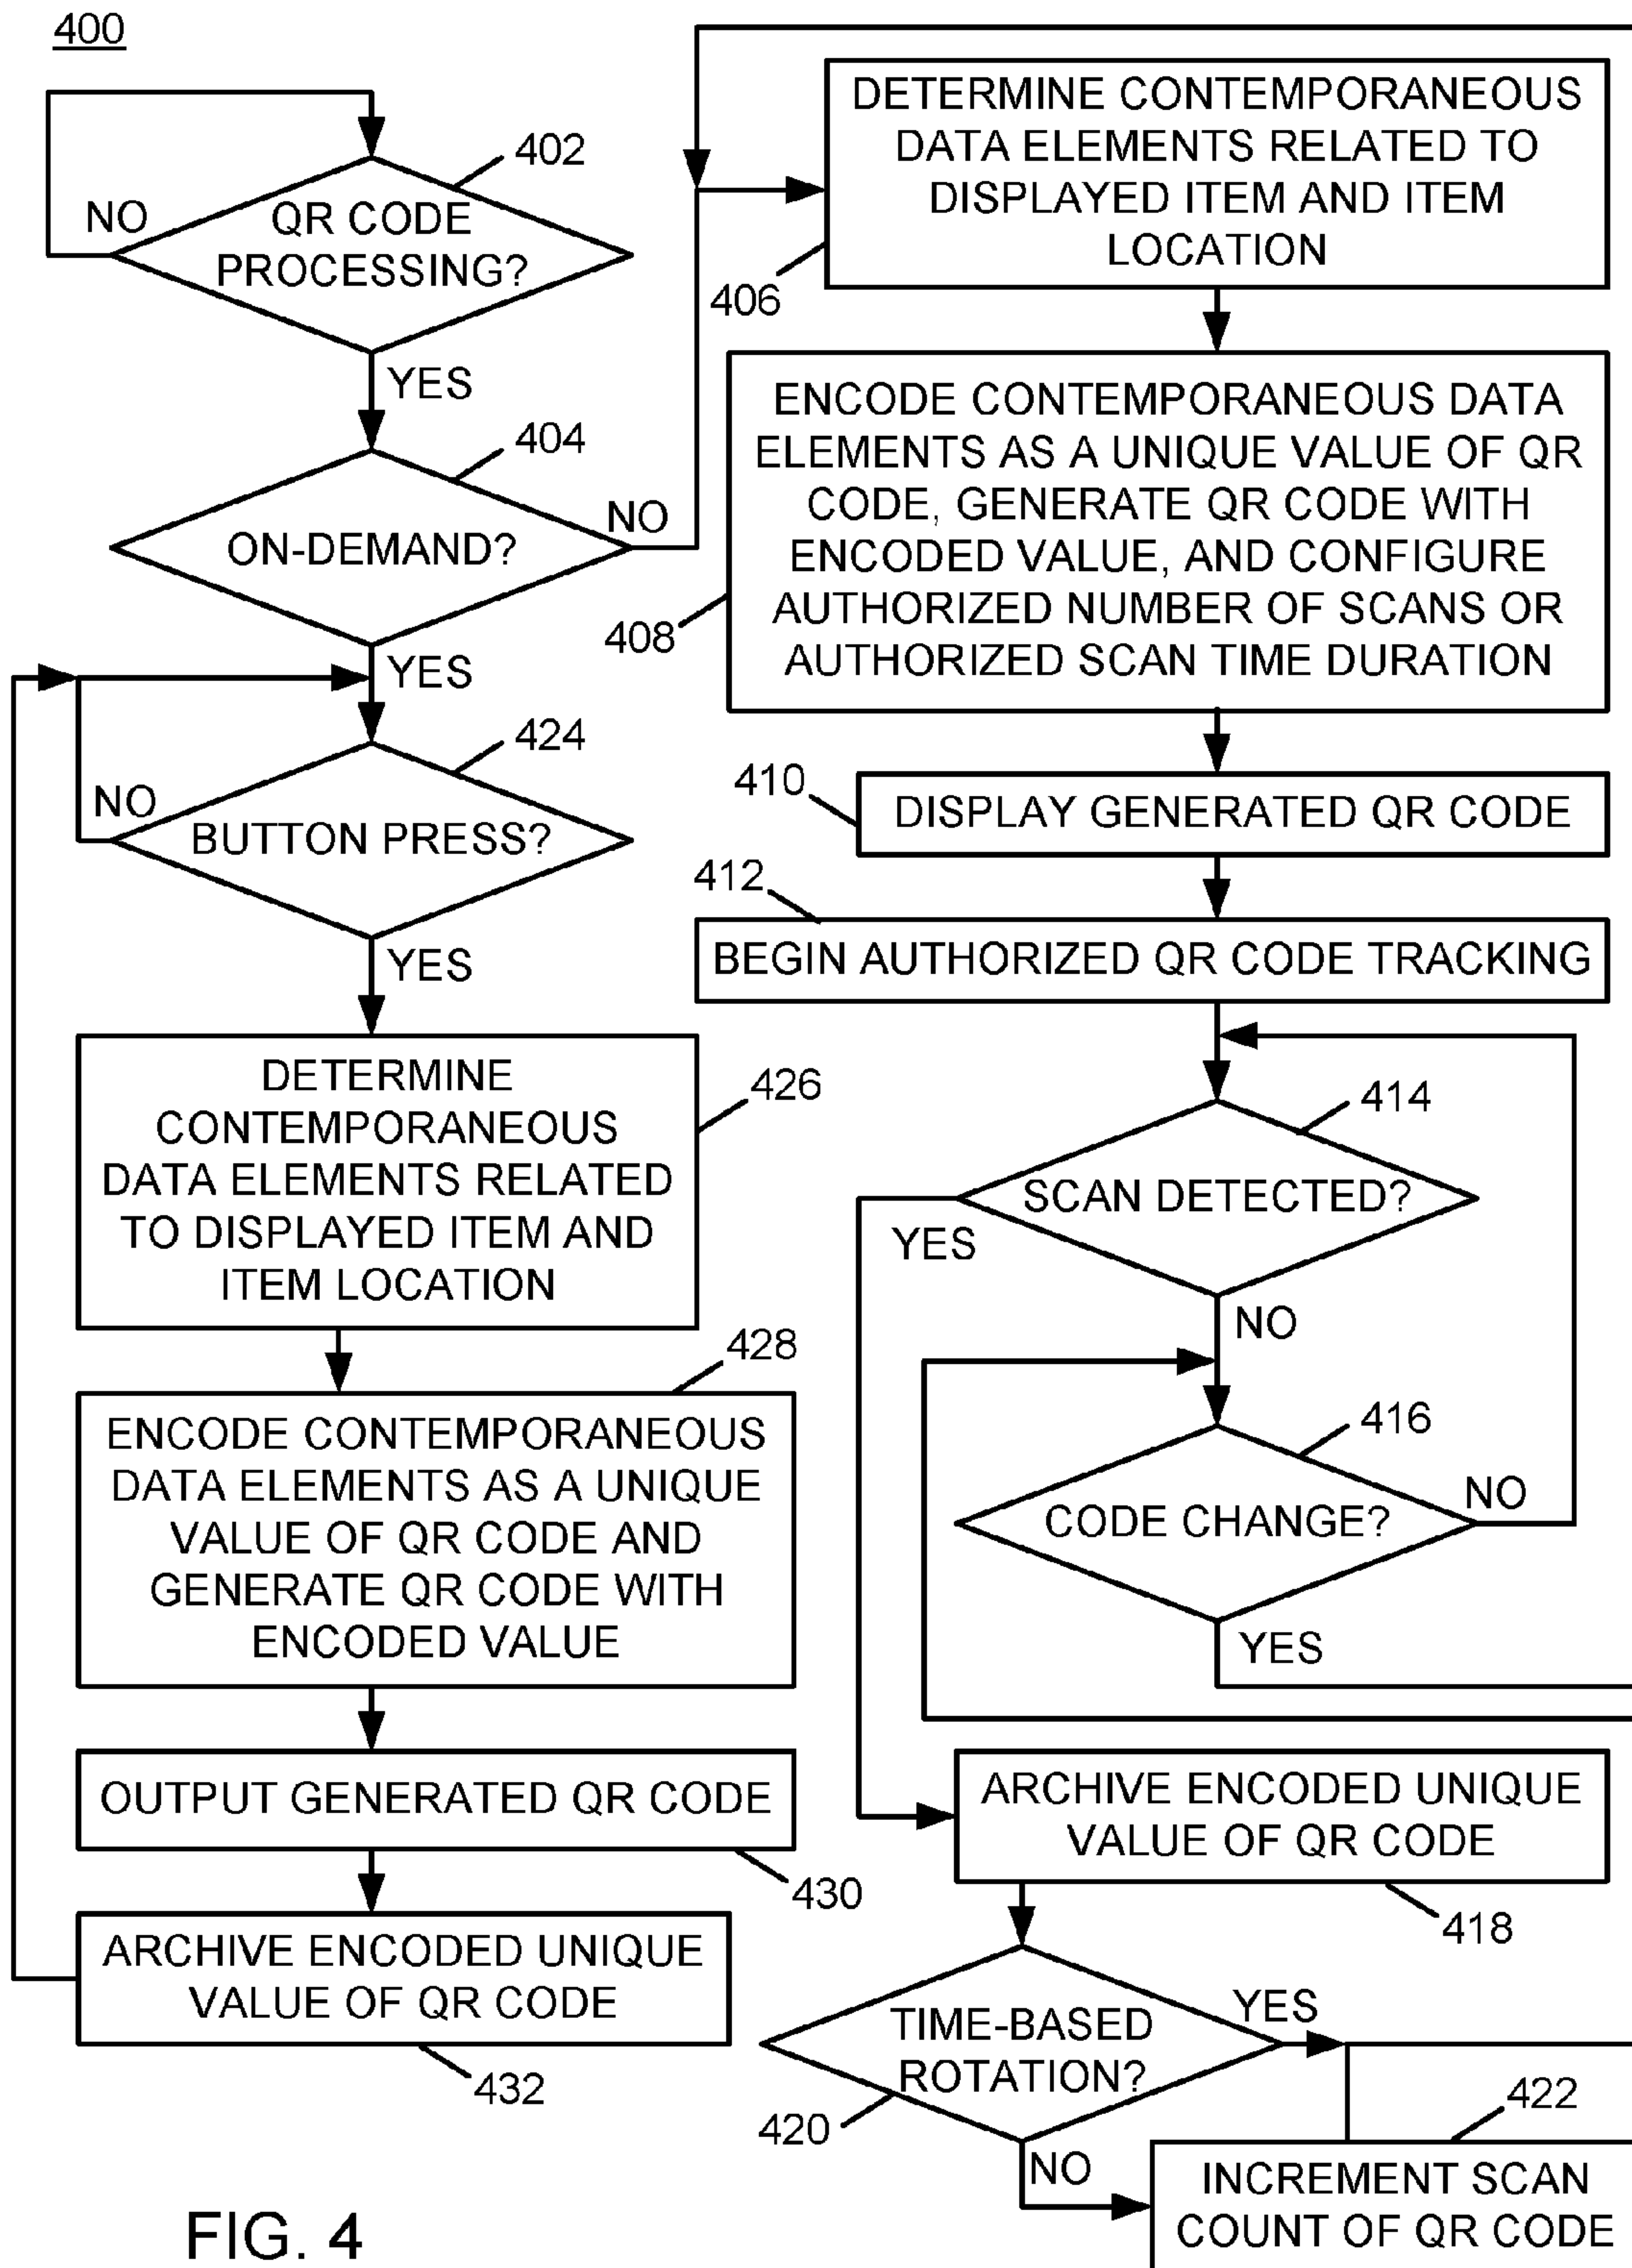 400
402
QR CODE
PROCESSING?
NO
YES
404
ON-DEMAND?
NO
YES
424
BUTTON PRESS?
NO
YES
DETERMINE
CONTEMPORANEOUS
DATA ELEMENTS RELATED
TO DISPLAYED ITEM AND
ITEM LOCATION
426
428
ENCODE CONTEMPORANEOUS
DATA ELEMENTS AS A UNIQUE
VALUE OF QR CODE AND
GENERATE QR CODE WITH
ENCODED VALUE
OUTPUT GENERATED QR CODE
430
ARCHIVE ENCODED UNIQUE
VALUE OF QR CODE
432
DETERMINE CONTEMPORANEOUS
DATA ELEMENTS RELATED TO
DISPLAYED ITEM AND ITEM
LOCATION
406
ENCODE CONTEMPORANEOUS DATA
ELEMENTS AS A UNIQUE VALUE OF QR
CODE, GENERATE QR CODE WITH
ENCODED VALUE, AND CONFIGURE
AUTHORIZED NUMBER OF SCANS OR
AUTHORIZED SCAN TIME DURATION
408
410
DISPLAY GENERATED QR CODE
412
BEGIN AUTHORIZED QR CODE TRACKING
414
SCAN DETECTED?
YES
NO
416
CODE CHANGE?
NO
YES
ARCHIVE ENCODED UNIQUE
VALUE OF QR CODE
418
TIME-BASED
ROTATION?
YES
420
NO
422
INCREMENT SCAN
COUNT OF QR CODE
FIG. 4